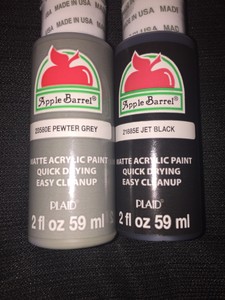 MADE IN USA
MADE IN USA
Apple Barrel®
20580E PEWTER GREY
MATTE ACRYLIC PAINT
QUICK DRYING
EASY CLEANUP
PLAID®
2 fl oz 59 ml
MADE IN USA
MADE IN USA
Apple Barrel®
21885E JET BLACK
MATTE ACRYLIC PAINT
QUICK DRYING
EASY CLEANUP
PLAID®
2 fl oz 59 ml